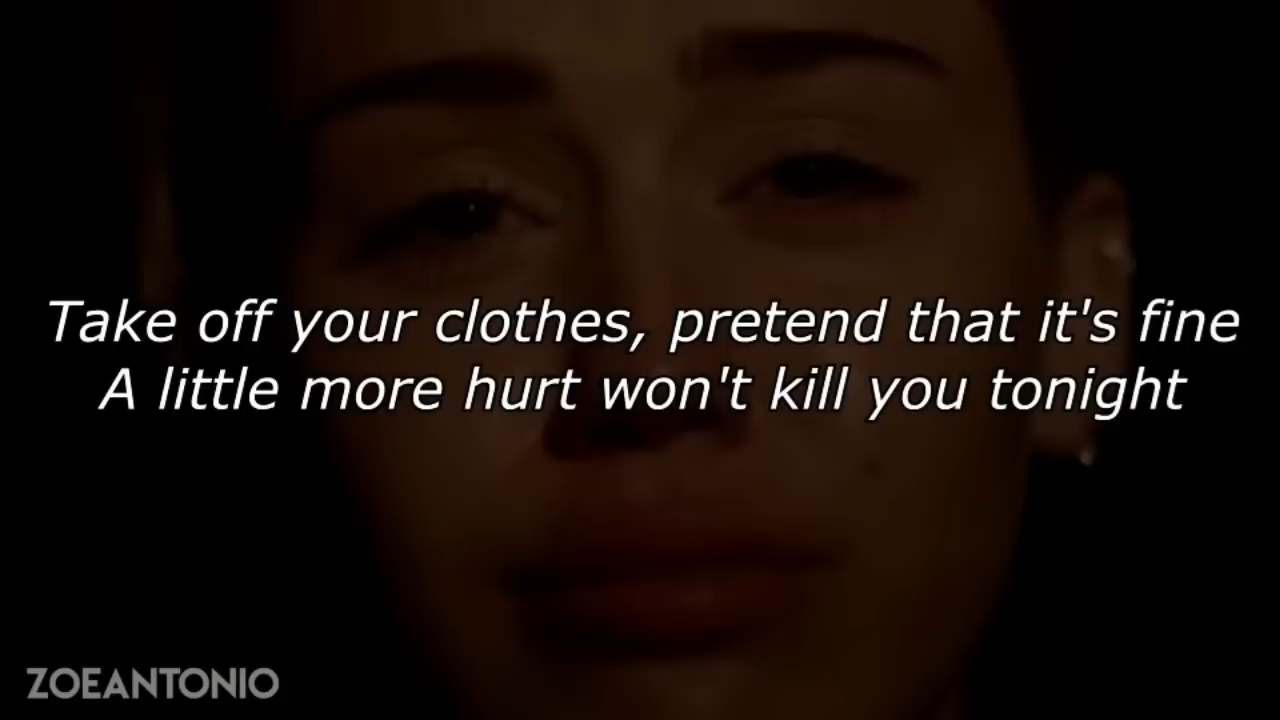 Take off your clothes, pretend that it's fine
A little more hurt won't kill you tonight
ZOEANTONIO